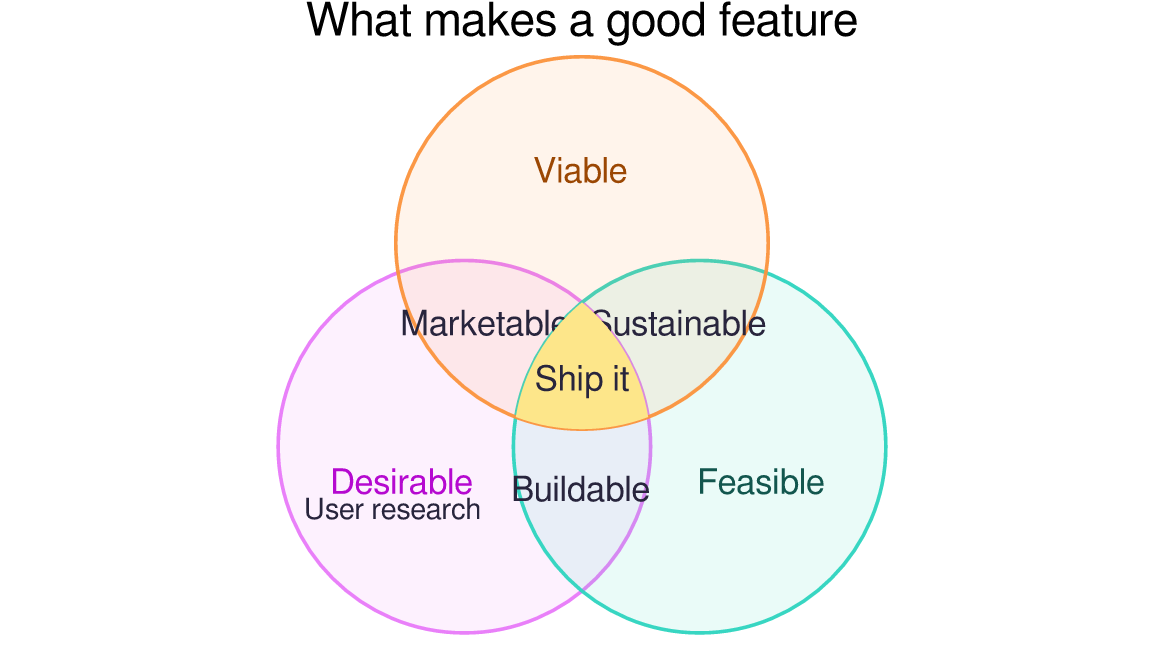 What makes a good feature
Viable
Marketable
Sustainable
Ship it
Desirable
User research
Buildable
Feasible